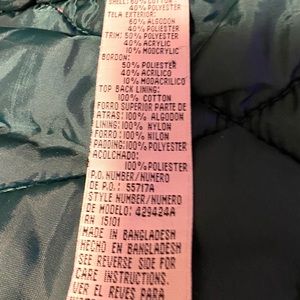 SHELL: 60% COTTON
40% POLYESTER
TELA EXTERIOR:
60% ALGODON
40% POLYESTER
TRIM: 50% POLYESTER
40% ACRYLIC
10% MODCRYLIC
BORDON:
50% POLIESTER
40% ACRILICO
10% MODACRILICO
TOP BACK LINING:
100% COTTON
FORRO SUPERIOR PARTE DE
ATRAS: 100% ALGODON
LINING: 100% NYLON
FORRO: 100% NILON
PADDING: 100% POLYESTER
ACOLCHADO:
100% POLIESTER
P.O. NUMBER/NUMERO
DE P.O.: 55717A
STYLE NUMBER/NUMERO
DE MODELO: 429424A
RN 15101
MADE IN BANGLADESH
HECHO EN BANGLADESH
SEE REVERSE SIDE FOR
CARE INSTRUCTIONS.
VER EL REVES PARA